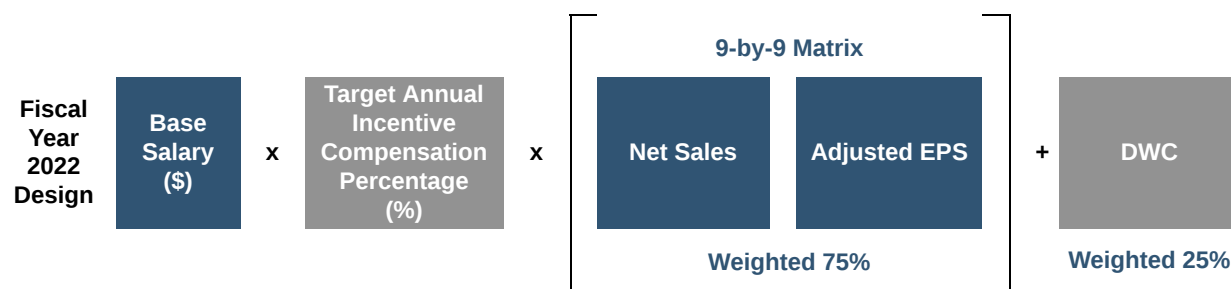 9-by-9 Matrix
Fiscal
Year
2022
Design
Base
Salary
($)
x
Target Annual
Incentive
Compensation
Percentage
(%)
x
Net Sales
Adjusted EPS
+
DWC
Weighted 75%
Weighted 25%